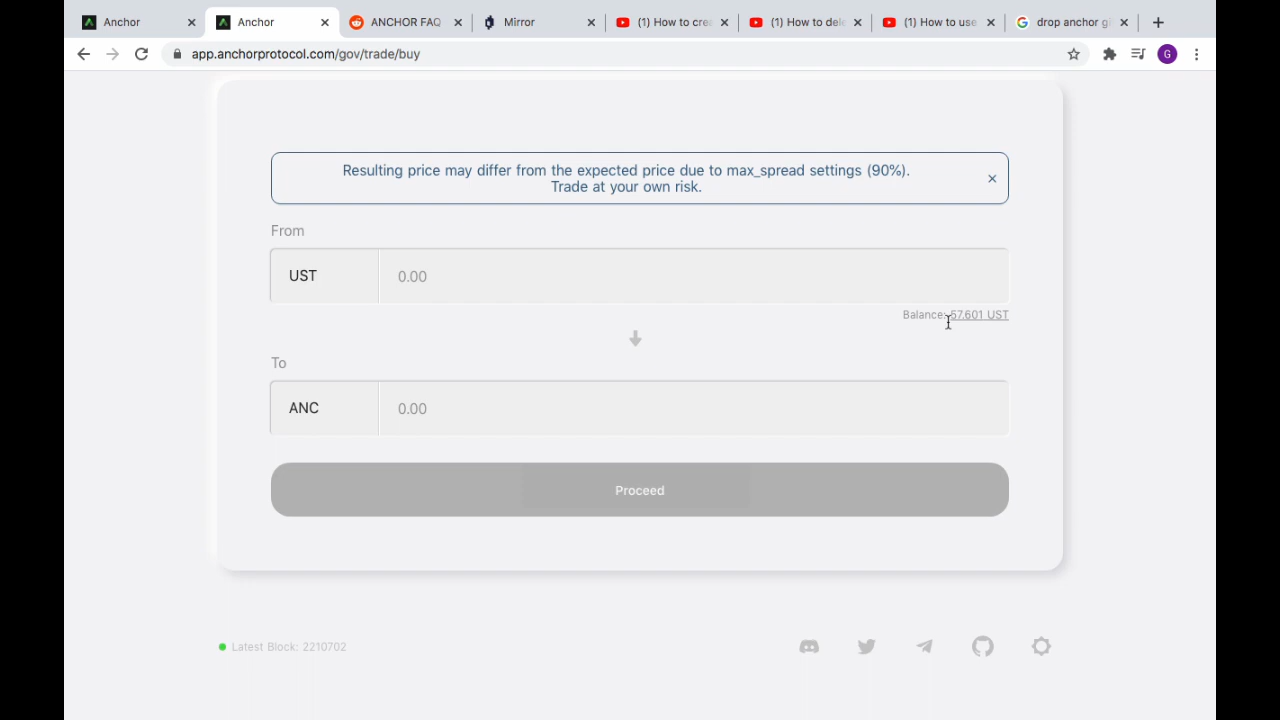 Anchor
Anchor
ANCHOR FAQ
Mirror
(1) How to crea
(1) How to dele
(1) How to use
drop anchor gi
app.anchorprotocol.com/gov/trade/buy
G
Resulting price may differ from the expected price due to max_spread settings (90%).
Trade at your own risk.
From
UST
0.00
Balance: 57.601 UST
To
ANC
0.00
Proceed
Latest Block: 2210702